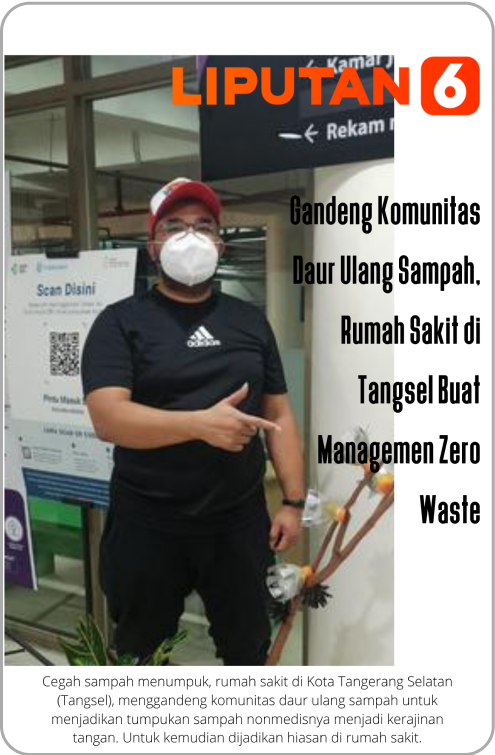 LIPUTAN 6
Kamar J
← Rekam
Gandeng Komunitas
Daur Ulang Sampah,
Rumah Sakit di
Tangsel Buat
Managemen Zero
Waste
Scan Disini
Pintu Masuk
adidas
Cegah sampah menumpuk, rumah sakit di Kota Tangerang Selatan
(Tangsel), menggandeng komunitas daur ulang sampah untuk
menjadikan tumpukan sampah nonmedisnya menjadi kerajinan
tangan. Untuk kemudian dijadikan hiasan di rumah sakit.